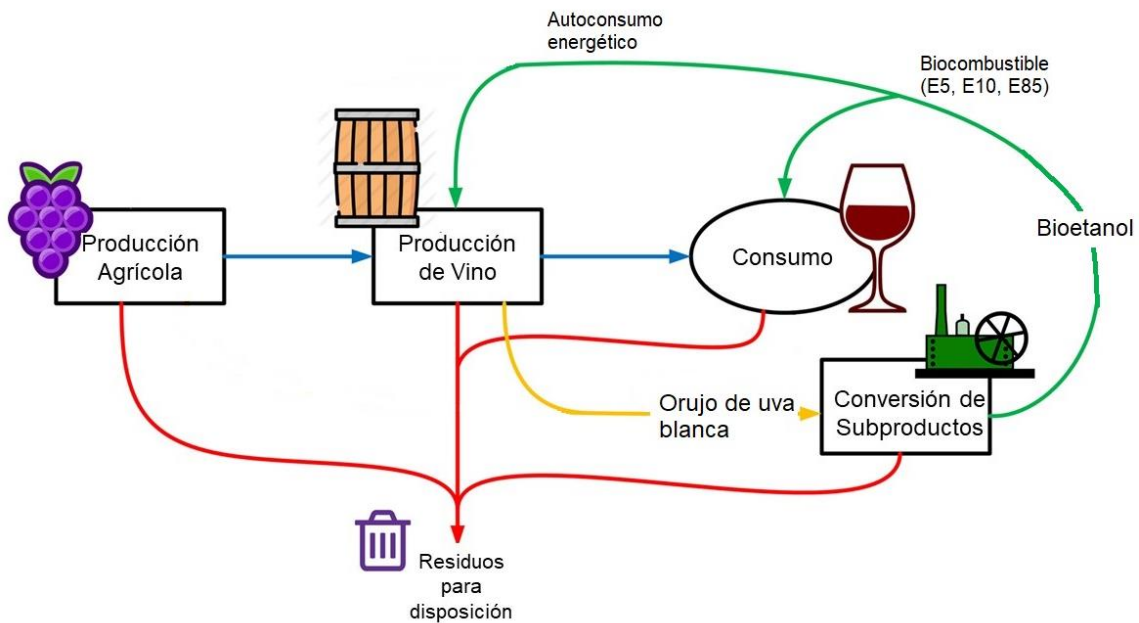 Autoconsumo
energético
Biocombustible
(E5, E10, E85)
Producción
Agrícola
Producción
de Vino
Consumo
Bioetanol
Orujo de uva
blanca
Conversión de
Subproductos
Residuos
para
disposición